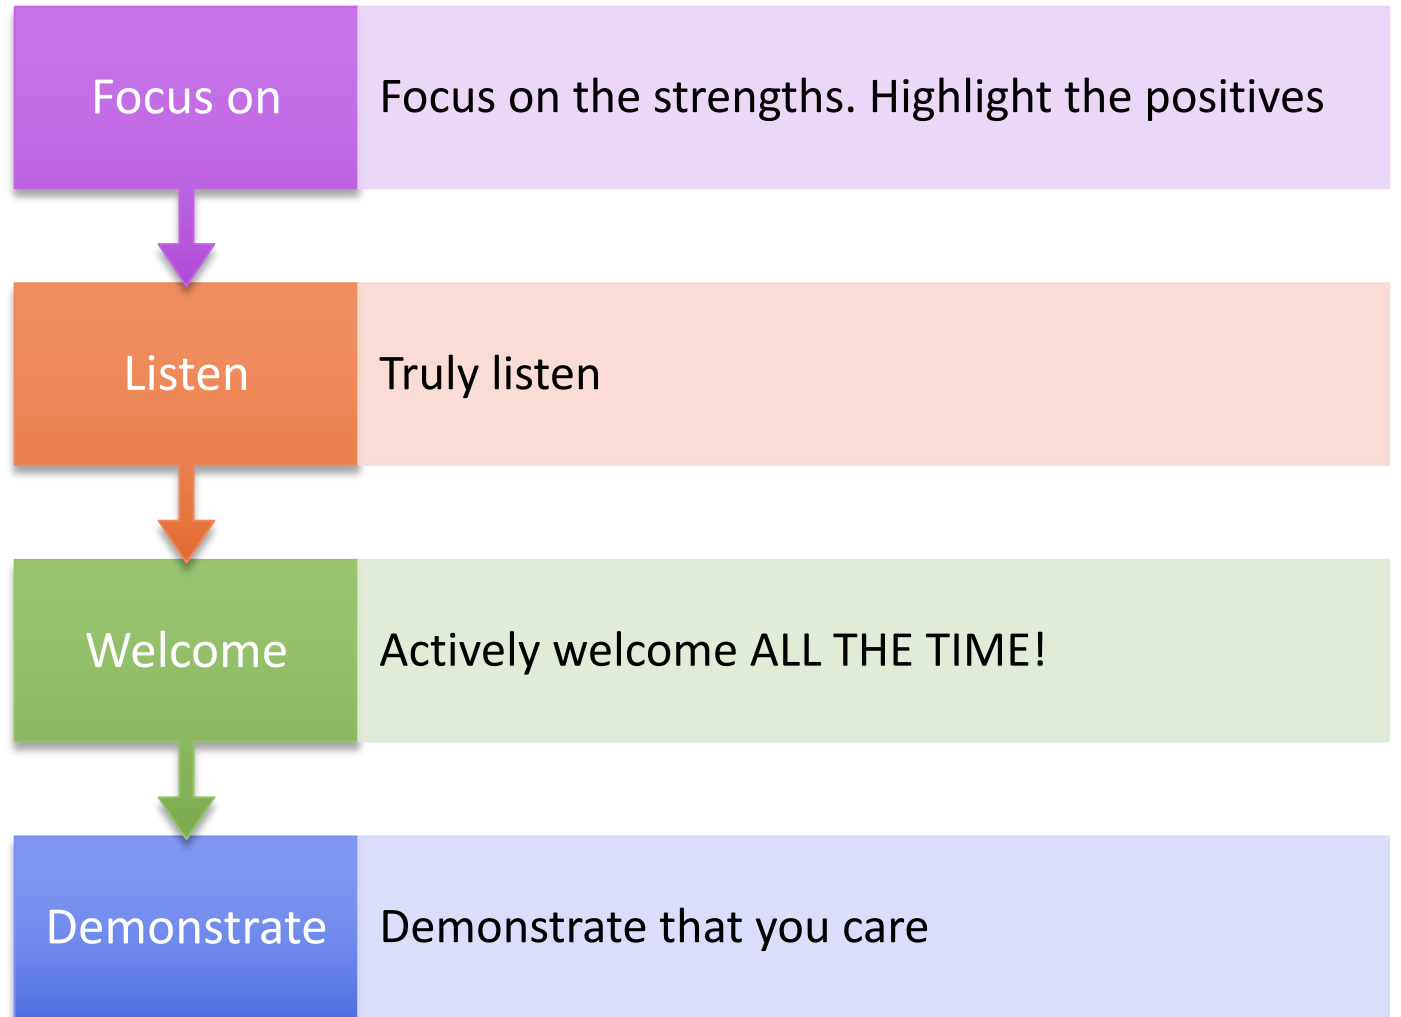 Focus on
Focus on the strengths. Highlight the positives
Listen
Truly listen
Welcome
Actively welcome ALL THE TIME!
Demonstrate
Demonstrate that you care